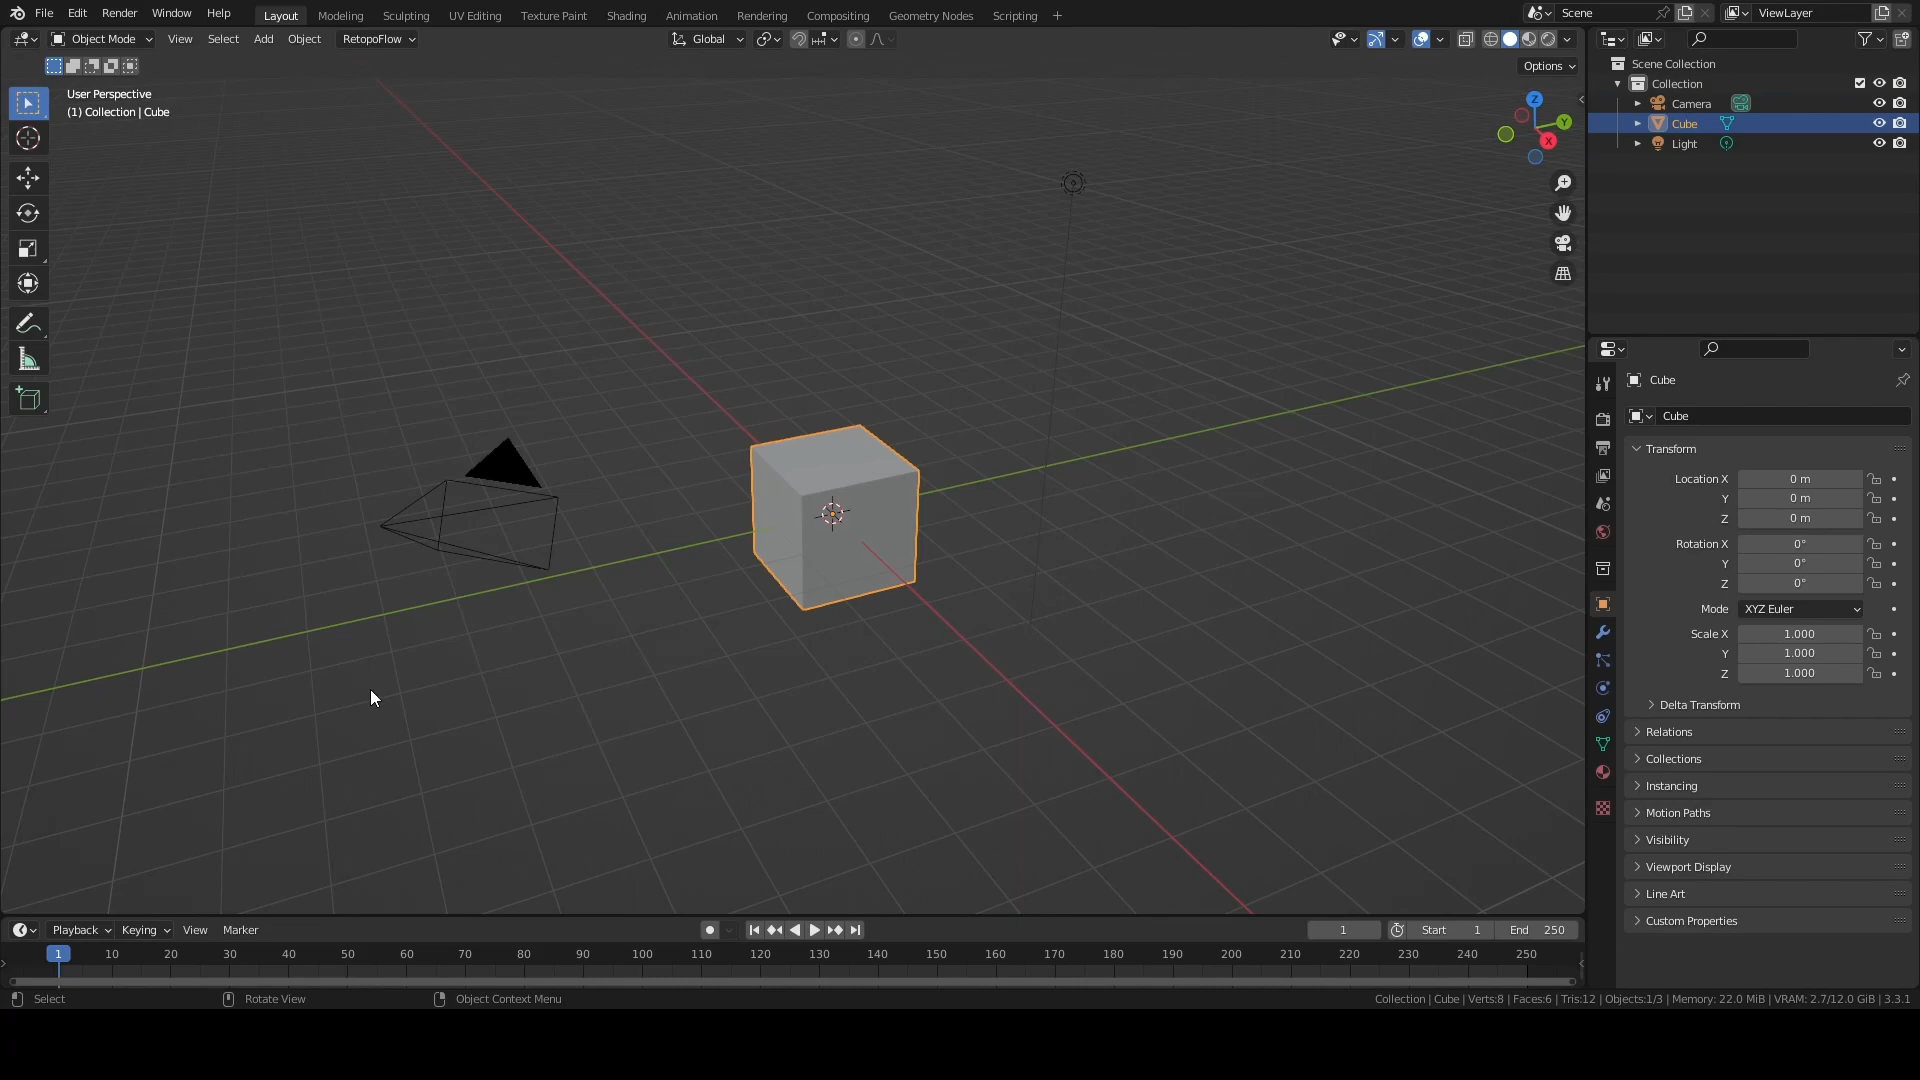 File Edit Render Window Help Layout Modeling Sculpting UV Editing Texture Paint Shading Animation Rendering Compositing Geometry Nodes Scripting + Scene ViewLayer
Object Mode View Select Add Object RetopoFlow Global
Options
User Perspective
(1) Collection | Cube
Z
Y
X
Scene Collection
Collection
Camera
Cube
Light
Cube
Cube
Transform
Location X 0 m
Y 0 m
Z 0 m
Rotation X 0°
Y 0°
Z 0°
Mode XYZ Euler
Scale X 1.000
Y 1.000
Z 1.000
Delta Transform
Relations
Collections
Instancing
Motion Paths
Visibility
Viewport Display
Line Art
Custom Properties
Playback Keying View Marker 1 Start 1 End 250
1 10 20 30 40 50 60 70 80 90 100 110 120 130 140 150 160 170 180 190 200 210 220 230 240 250
Select Rotate View Object Context Menu Collection | Cube | Verts:8 | Faces:6 | Tris:12 | Objects:1/3 | Memory: 22.0 MiB | VRAM: 2.7/12.0 GiB | 3.3.1